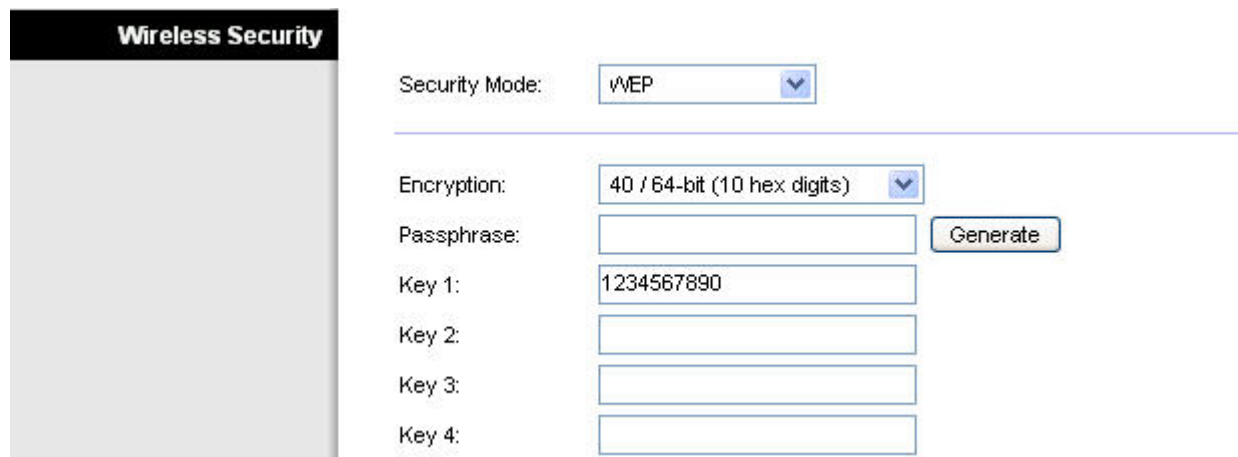 Wireless Security
Security Mode: WEP
Encryption: 40 / 64-bit (10 hex digits)
Passphrase: Generate
Key 1: 1234567890
Key 2:
Key 3:
Key 4: